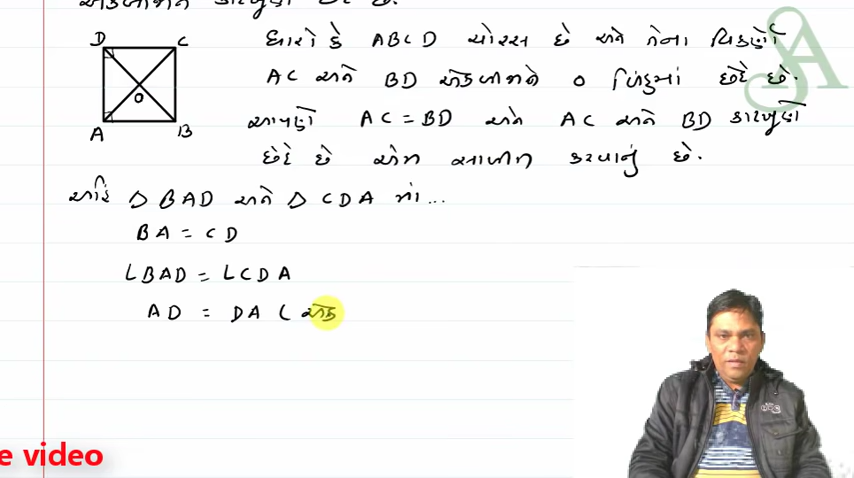 D C
ધારો કે ABCD ચોરસ છે અને તેના વિકર્ણો
AC અને BD એકબીજાને O બિંદુમાં છેદે છે.
O
A B
આપણે AC = BD અને AC અને BD કાટખૂણે
છેદે છે એમ સાબિત કરવાનું છે.
અહિં △ BAD અને △ CDA માં...
BA = CD
∠BAD = ∠CDA
AD = DA ( એક
e video